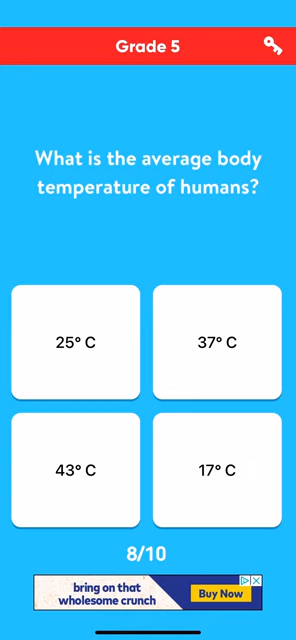 Grade 5
What is the average body
temperature of humans?
25° C
37° C
43° C
17° C
8/10
bring on that
wholesome crunch
Buy Now